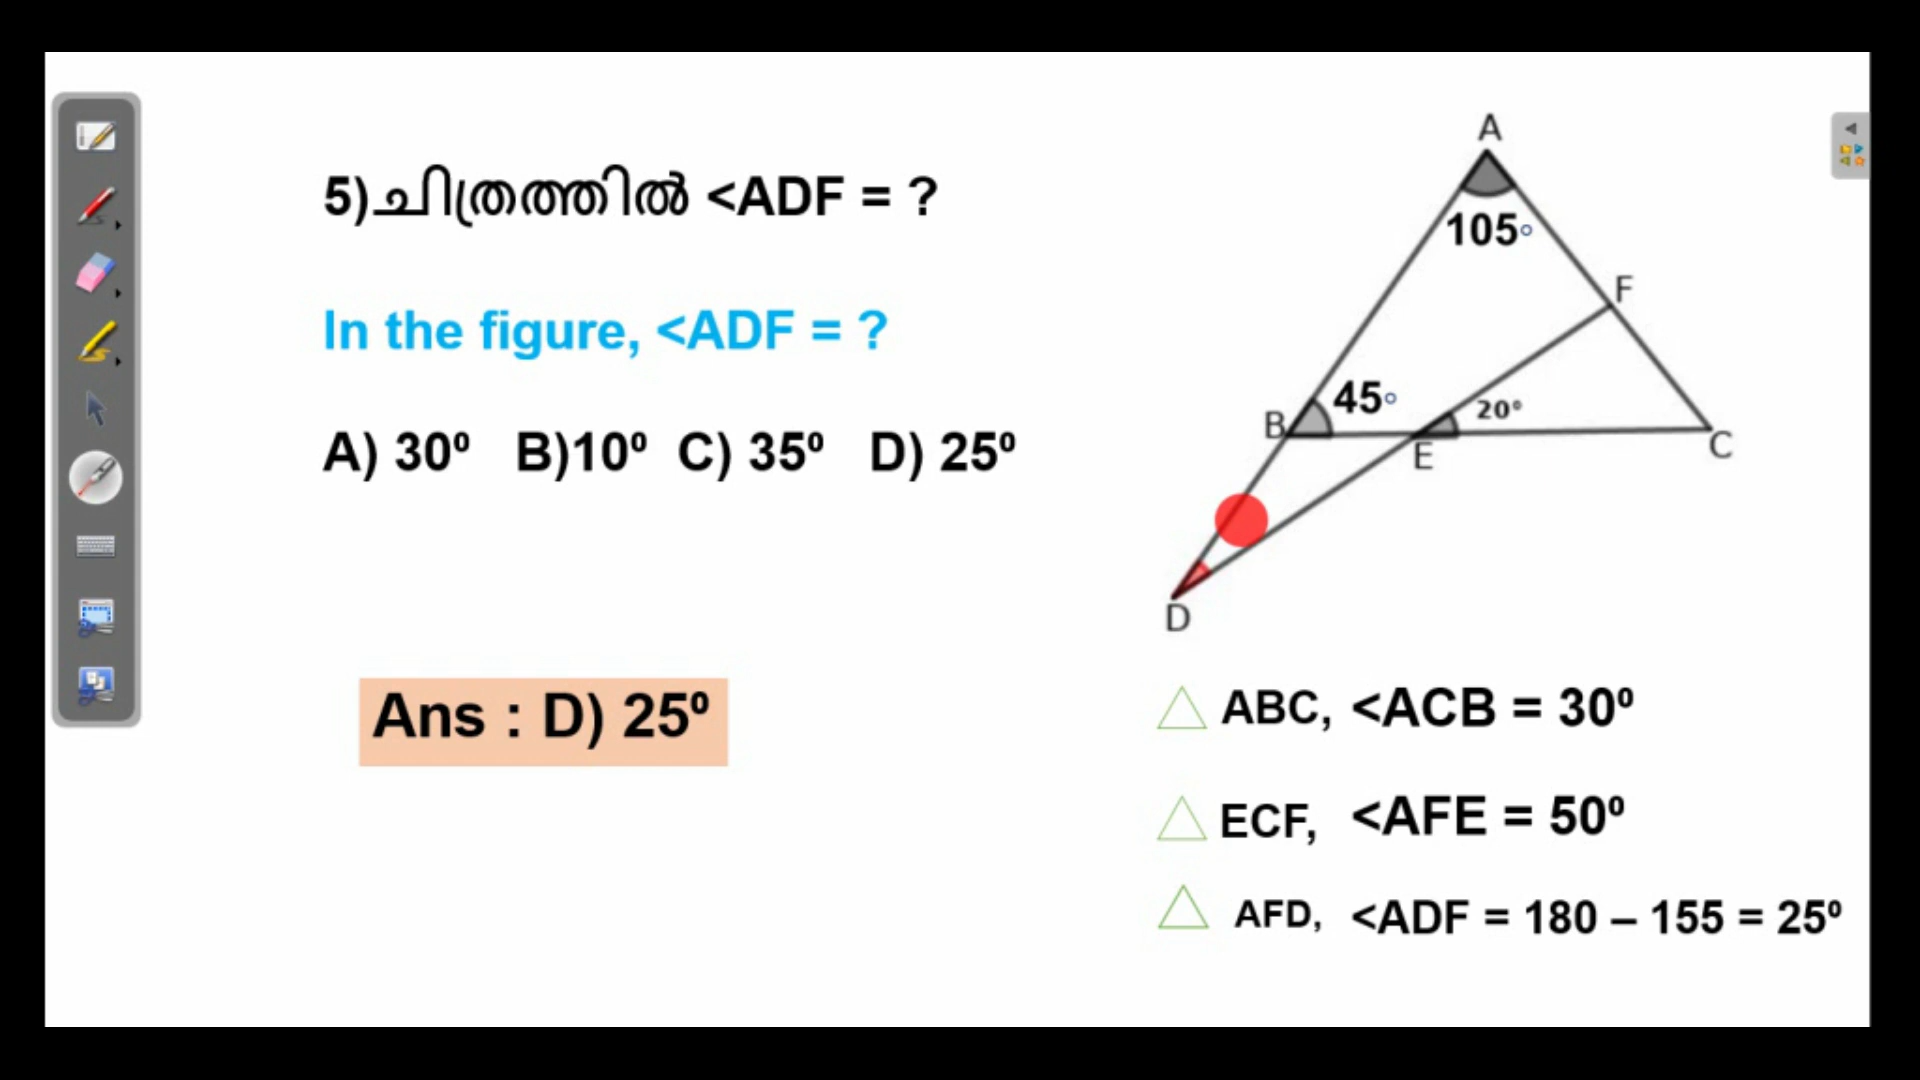 5)ചിത്രത്തിൽ <ADF = ?
In the figure, <ADF = ?
A) 30⁰ B)10⁰ C) 35⁰ D) 25⁰
Ans : D) 25⁰
A
105°
F
B
45°
20°
E
C
D
ABC, <ACB = 30⁰
ECF, <AFE = 50⁰
AFD, <ADF = 180 – 155 = 25⁰